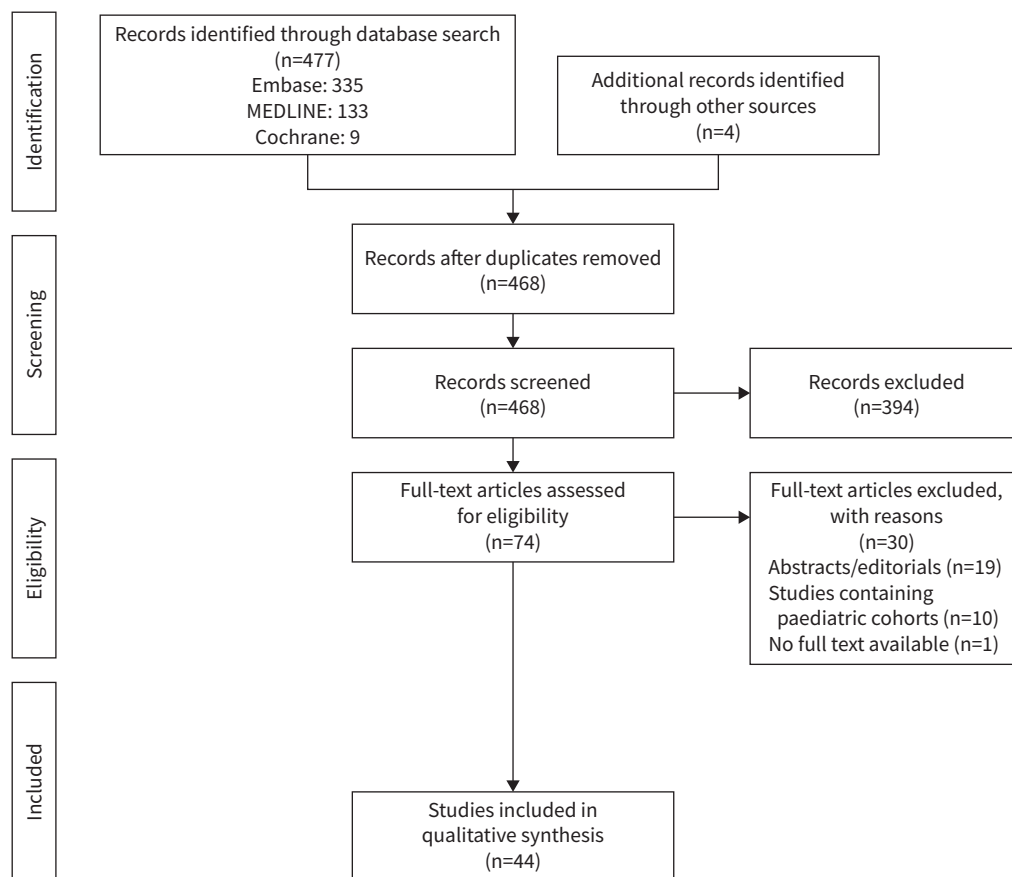 Identification
Records identified through database search
(n=477)
Embase: 335
MEDLINE: 133
Cochrane: 9
Additional records identified
through other sources
(n=4)
Screening
Records after duplicates removed
(n=468)
Records screened
(n=468)
Records excluded
(n=394)
Eligibility
Full-text articles assessed
for eligibility
(n=74)
Full-text articles excluded,
with reasons
(n=30)
Abstracts/editorials (n=19)
Studies containing
paediatric cohorts (n=10)
No full text available (n=1)
Included
Studies included in
qualitative synthesis
(n=44)